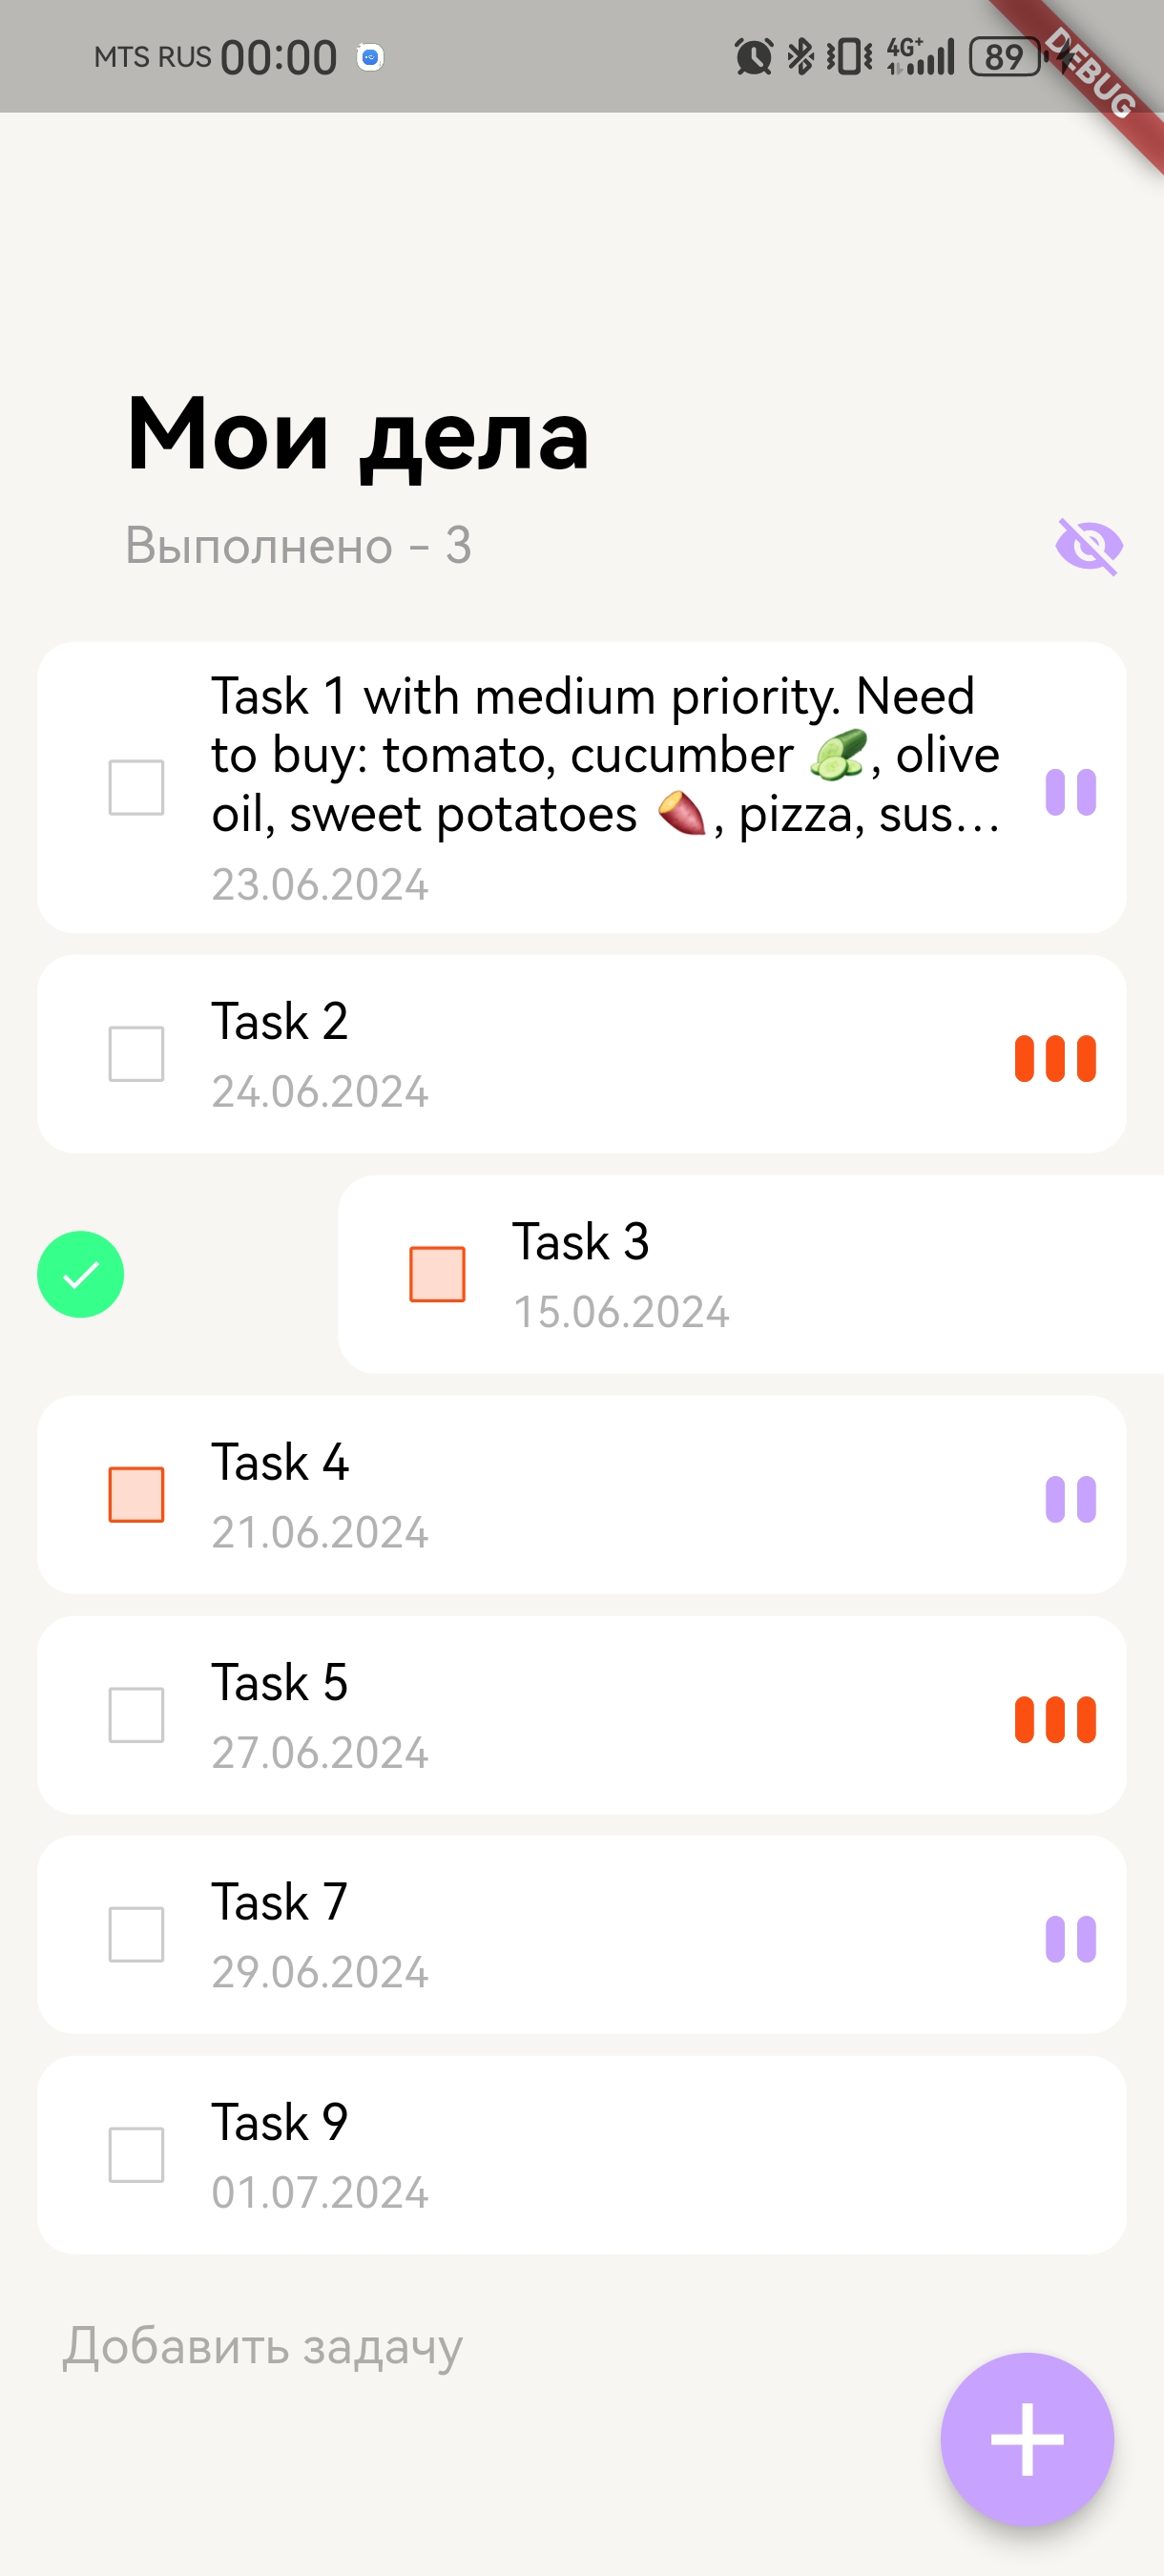 MTS RUS 00:00 4G+ 89
DEBUG
Мои дела
Выполнено - 3
Task 1 with medium priority. Need
to buy: tomato, cucumber 🥒, olive
oil, sweet potatoes 🍠, pizza, sus...
23.06.2024
Task 2
24.06.2024
Task 3
15.06.2024
Task 4
21.06.2024
Task 5
27.06.2024
Task 7
29.06.2024
Task 9
01.07.2024
Добавить задачу